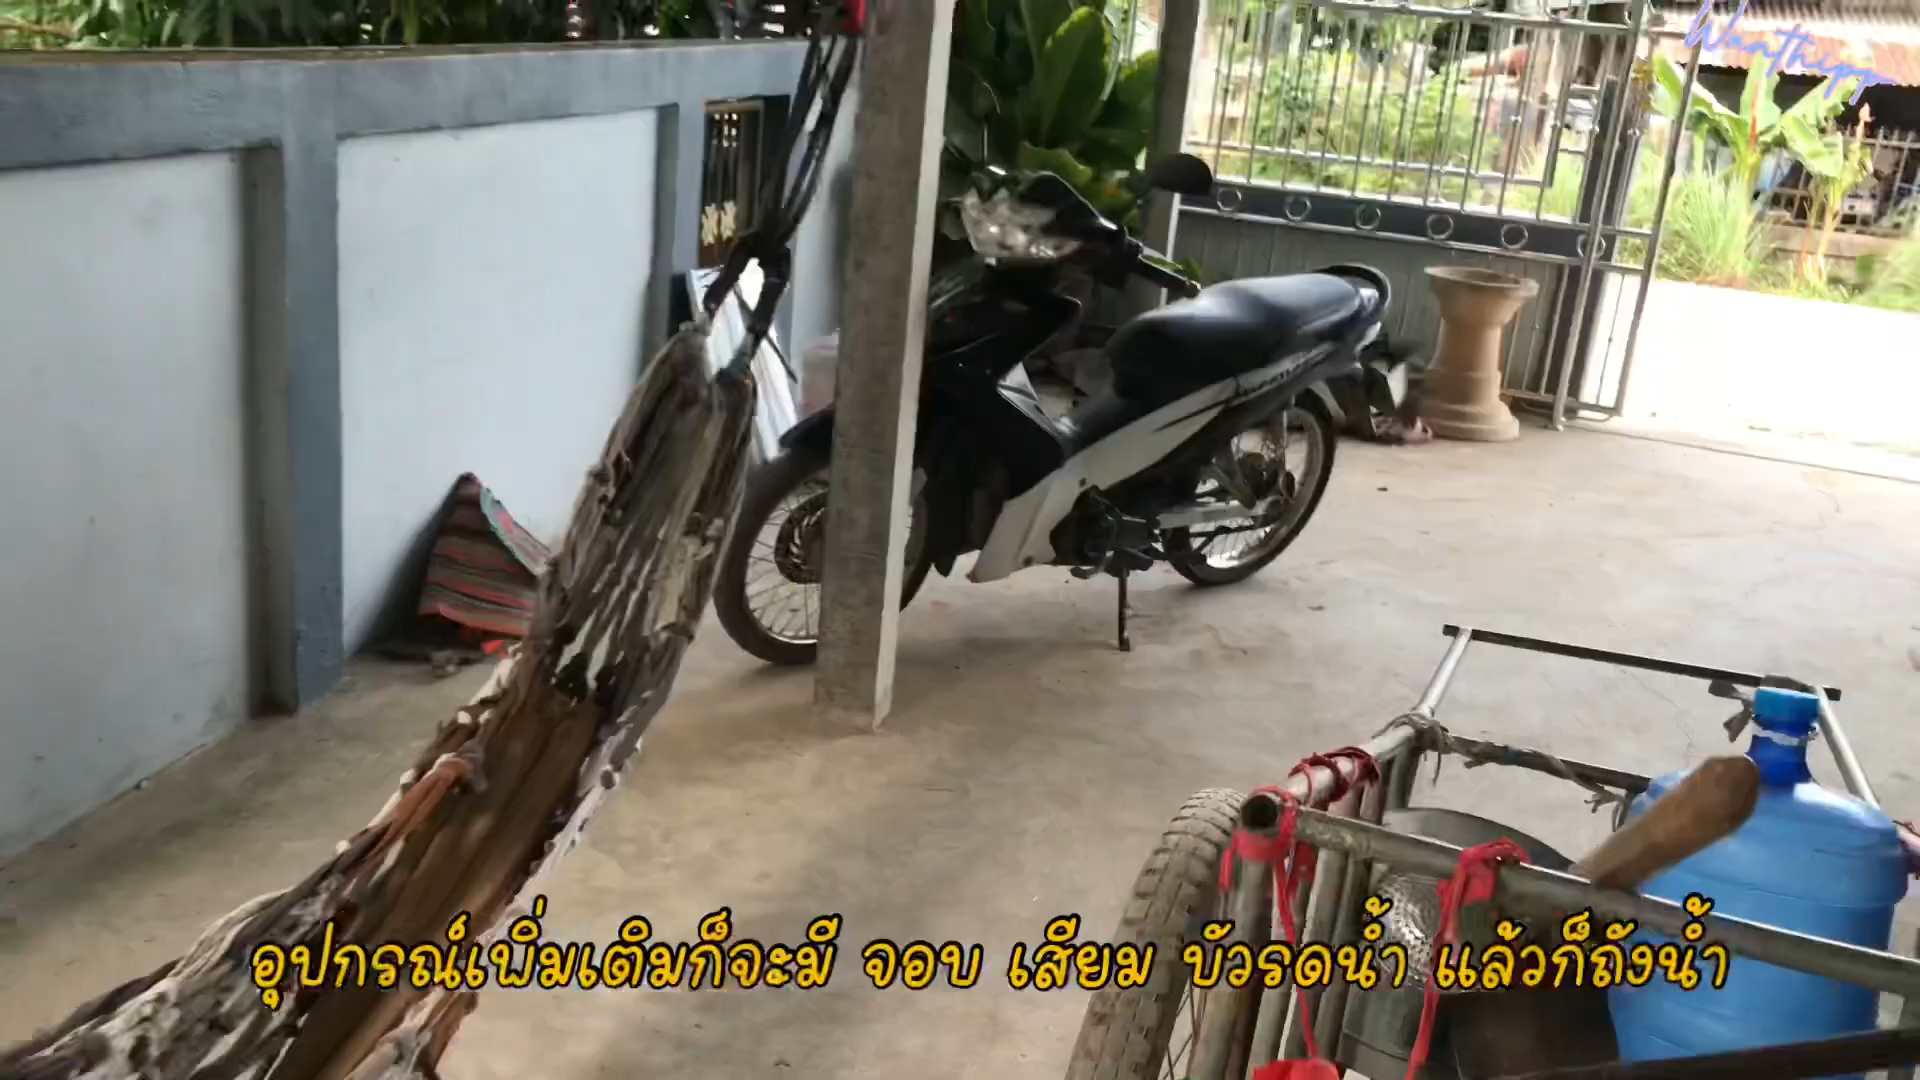 Wanthipp
อุปกรณ์เพิ่มเติมก็จะมี จอบ เสียม บัวรดน้ำ แล้วก็ถังน้ำ